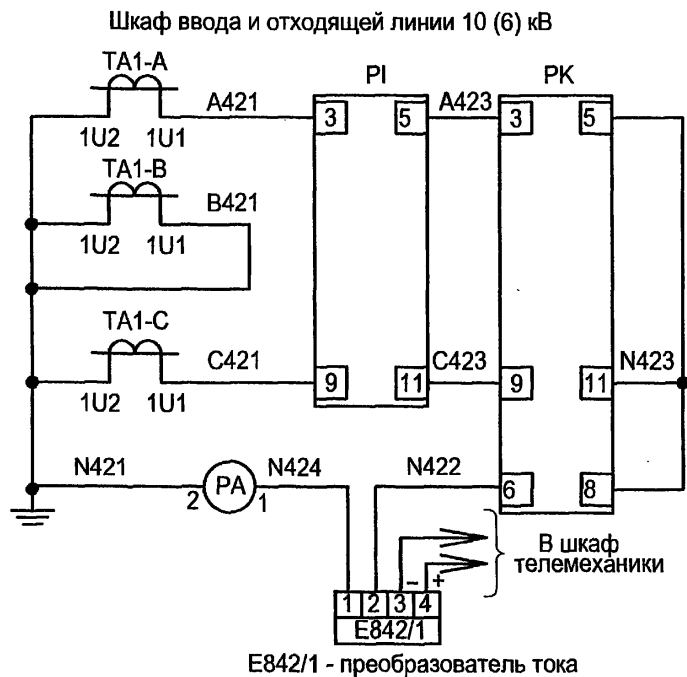 Шкаф ввода и отходящей линии 10 (6) кВ
TA1-A
PI
PK
A421
3
5
A423
3
5
1U2
1U1
TA1-B
B421
1U2
1U1
TA1-C
C421
9
11
C423
9
11
N423
1U2
1U1
N421
2
PA
1
N424
N422
6
8
В шкаф
телемеханики
–
+
1
2
3
4
E842/1
E842/1 - преобразователь тока